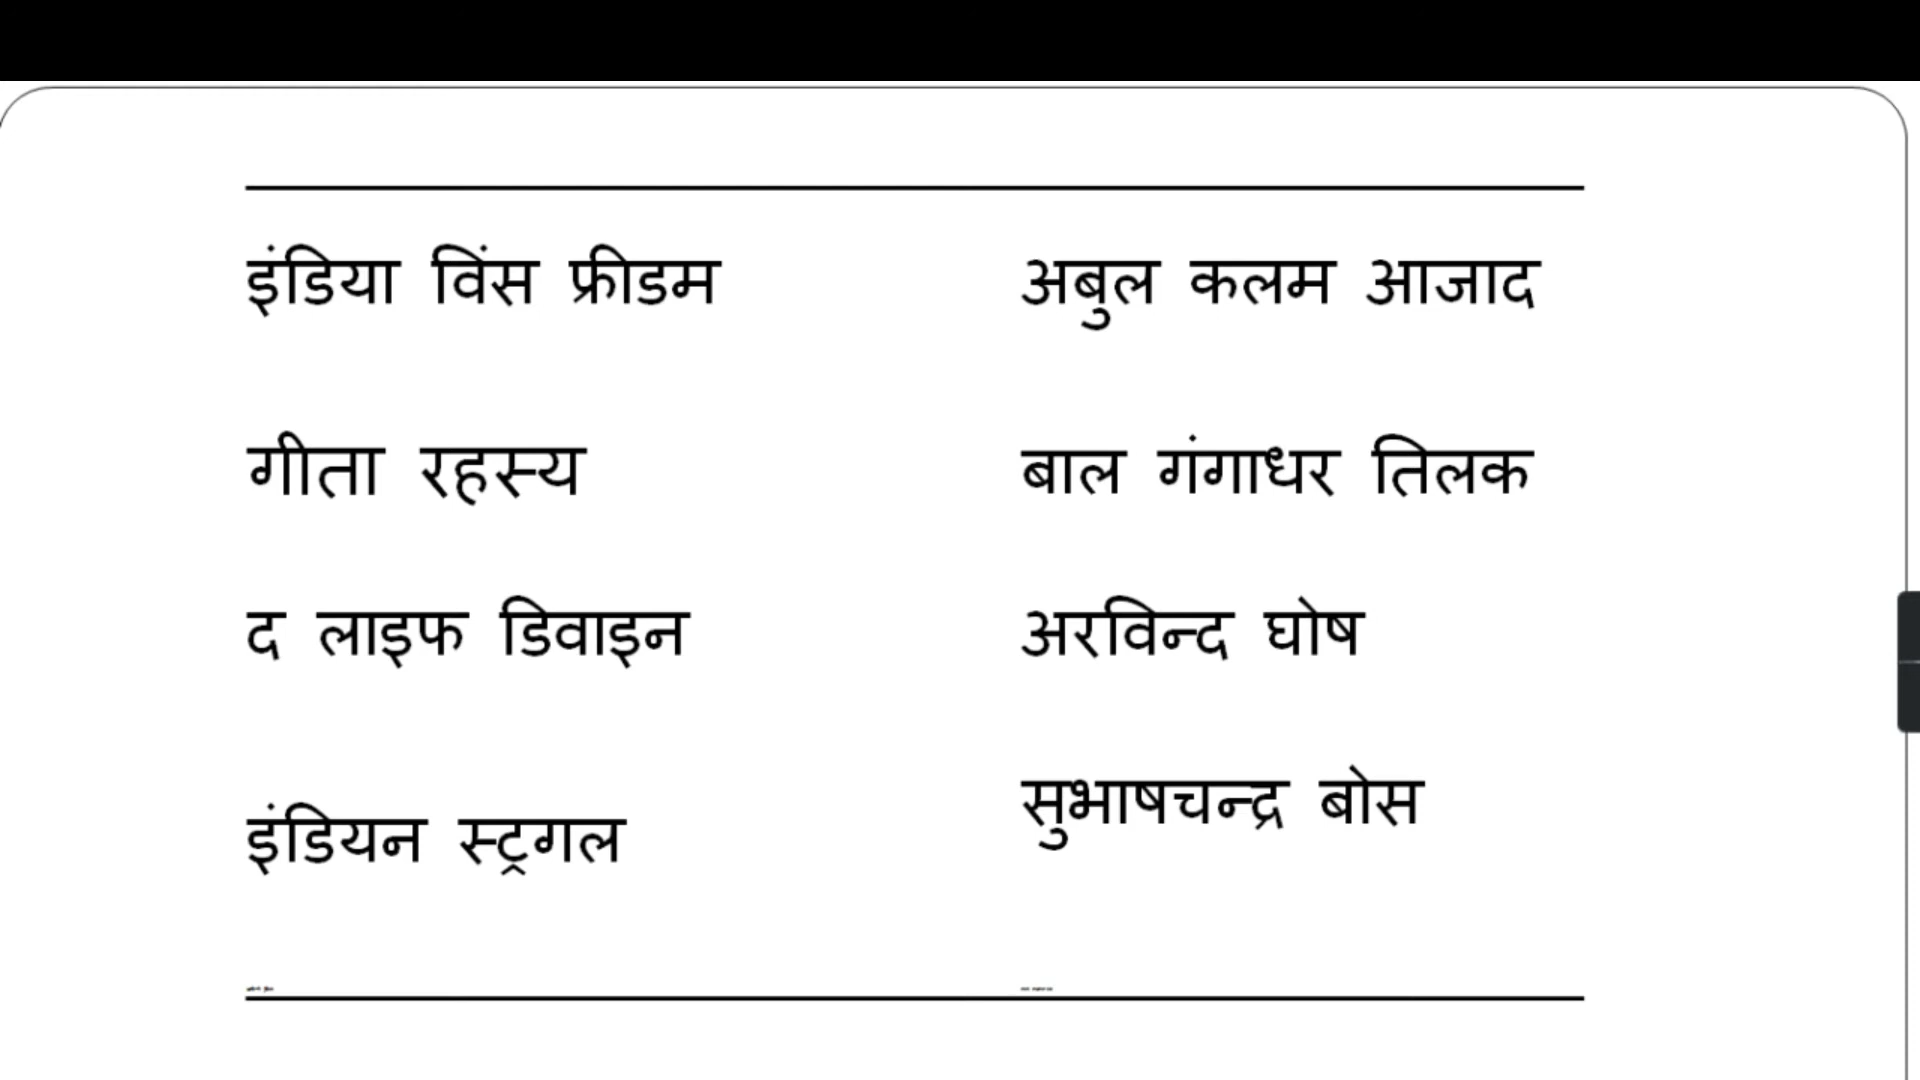 इंडिया विंस फ्रीडम अबुल कलम आजाद
गीता रहस्य बाल गंगाधर तिलक
द लाइफ डिवाइन अरविन्द घोष
इंडियन स्ट्रगल सुभाषचन्द्र बोस